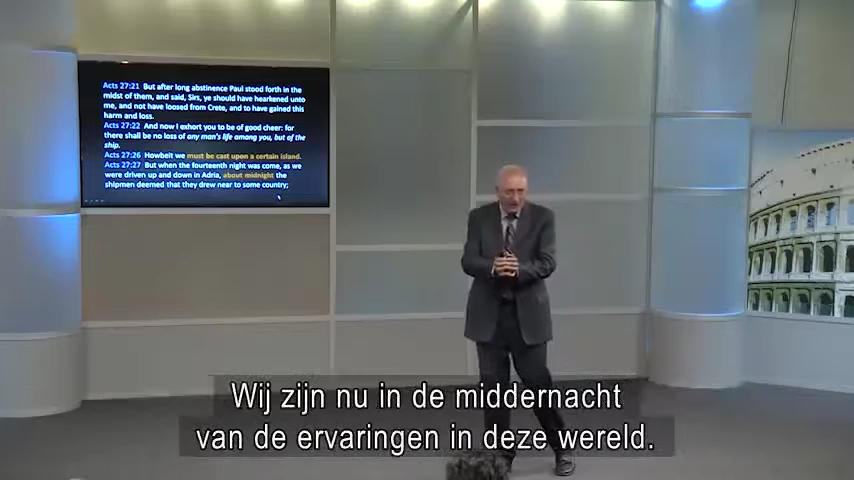 Acts 27:21 But after long abstinence Paul stood forth in the
midst of them, and said, Sirs, ye should have hearkened unto
me, and not have loosed from Crete, and to have gained this
harm and loss.
Acts 27:22 And now I exhort you to be of good cheer: for
there shall be no loss of any man's life among you, but of the
ship.
Acts 27:26 Howbeit we must be cast upon a certain island.
Acts 27:27 But when the fourteenth night was come, as we
were driven up and down in Adria, about midnight the
shipmen deemed that they drew near to some country;
Wij zijn nu in de middernacht
van de ervaringen in deze wereld.